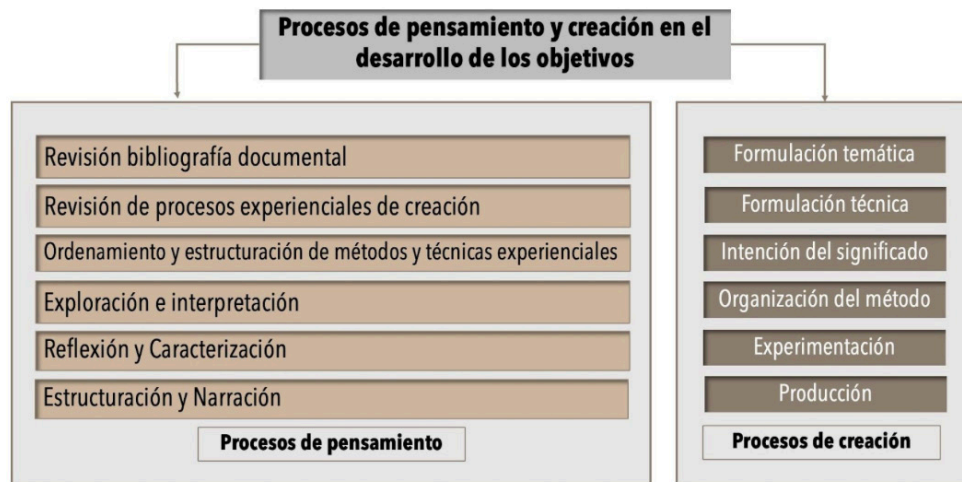 Procesos de pensamiento y creación en el
desarrollo de los objetivos
Revisión bibliografía documental
Revisión de procesos experienciales de creación
Ordenamiento y estructuración de métodos y técnicas experienciales
Exploración e interpretación
Reflexión y Caracterización
Estructuración y Narración
Procesos de pensamiento
Formulación temática
Formulación técnica
Intención del significado
Organización del método
Experimentación
Producción
Procesos de creación